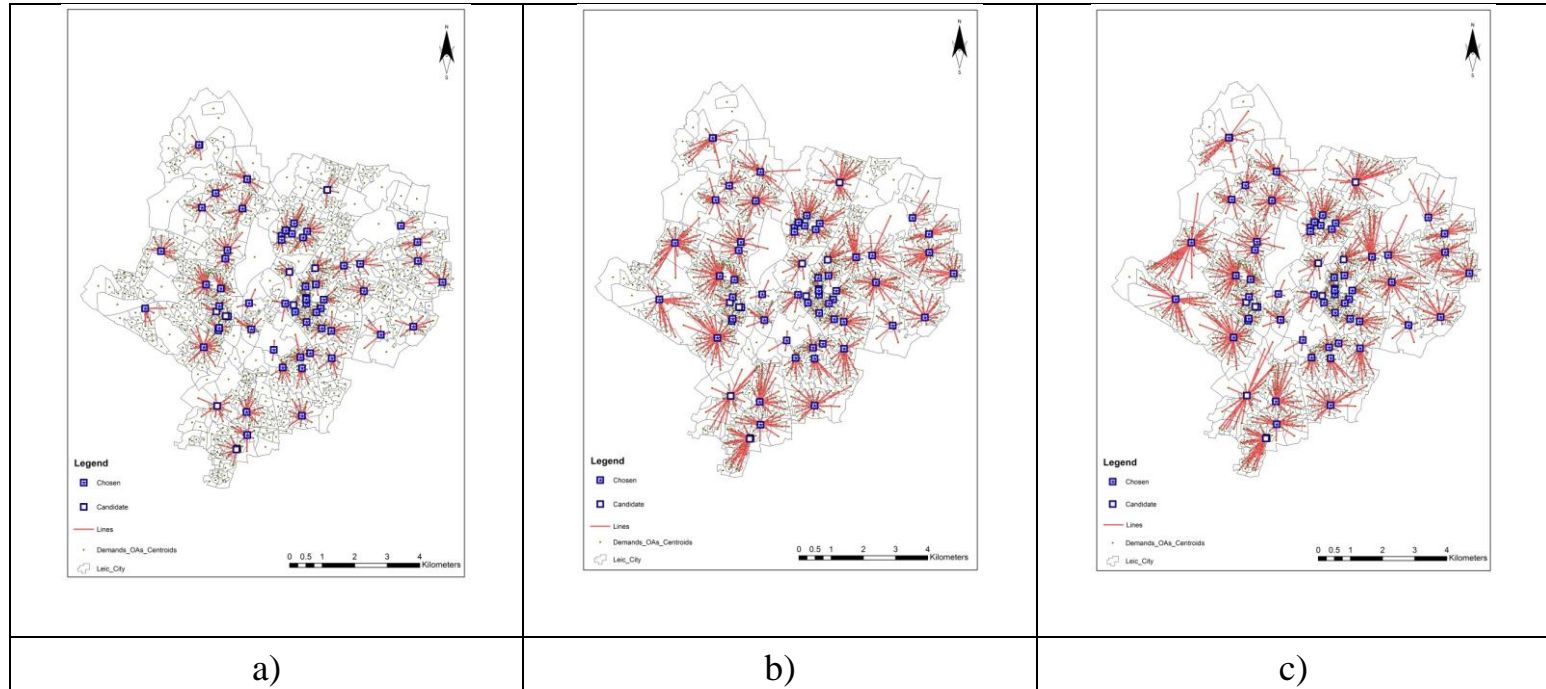 N
S
Legend
Chosen
Candidate
Lines
Demands_OAs_Centroids
Leic_City
0 0.5 1 2 3 4
Kilometers
N
S
Legend
Chosen
Candidate
Lines
Demands_OAs_Centroids
Leic_City
0 0.5 1 2 3 4
Kilometers
N
S
Legend
Chosen
Candidate
Lines
Demands_OAs_Centroids
Leic_City
0 0.5 1 2 3 4
Kilometers
a) b) c)